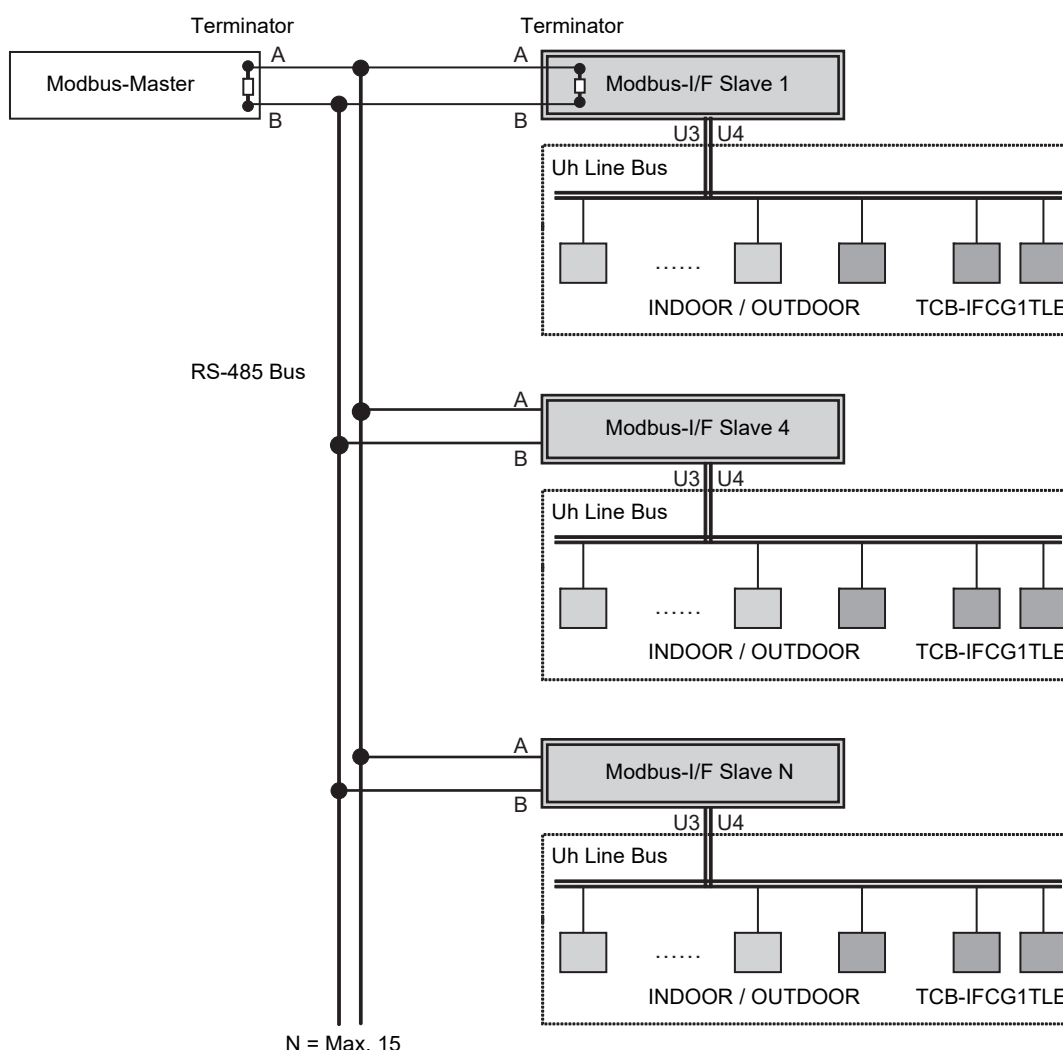 Terminator Terminator
A A
Modbus-Master Modbus-I/F Slave 1
B B
U3 U4
Uh Line Bus
......
INDOOR / OUTDOOR TCB-IFCG1TLE
RS-485 Bus
A
Modbus-I/F Slave 4
B
U3 U4
Uh Line Bus
......
INDOOR / OUTDOOR TCB-IFCG1TLE
A
Modbus-I/F Slave N
B
U3 U4
Uh Line Bus
......
INDOOR / OUTDOOR TCB-IFCG1TLE
N = Max. 15